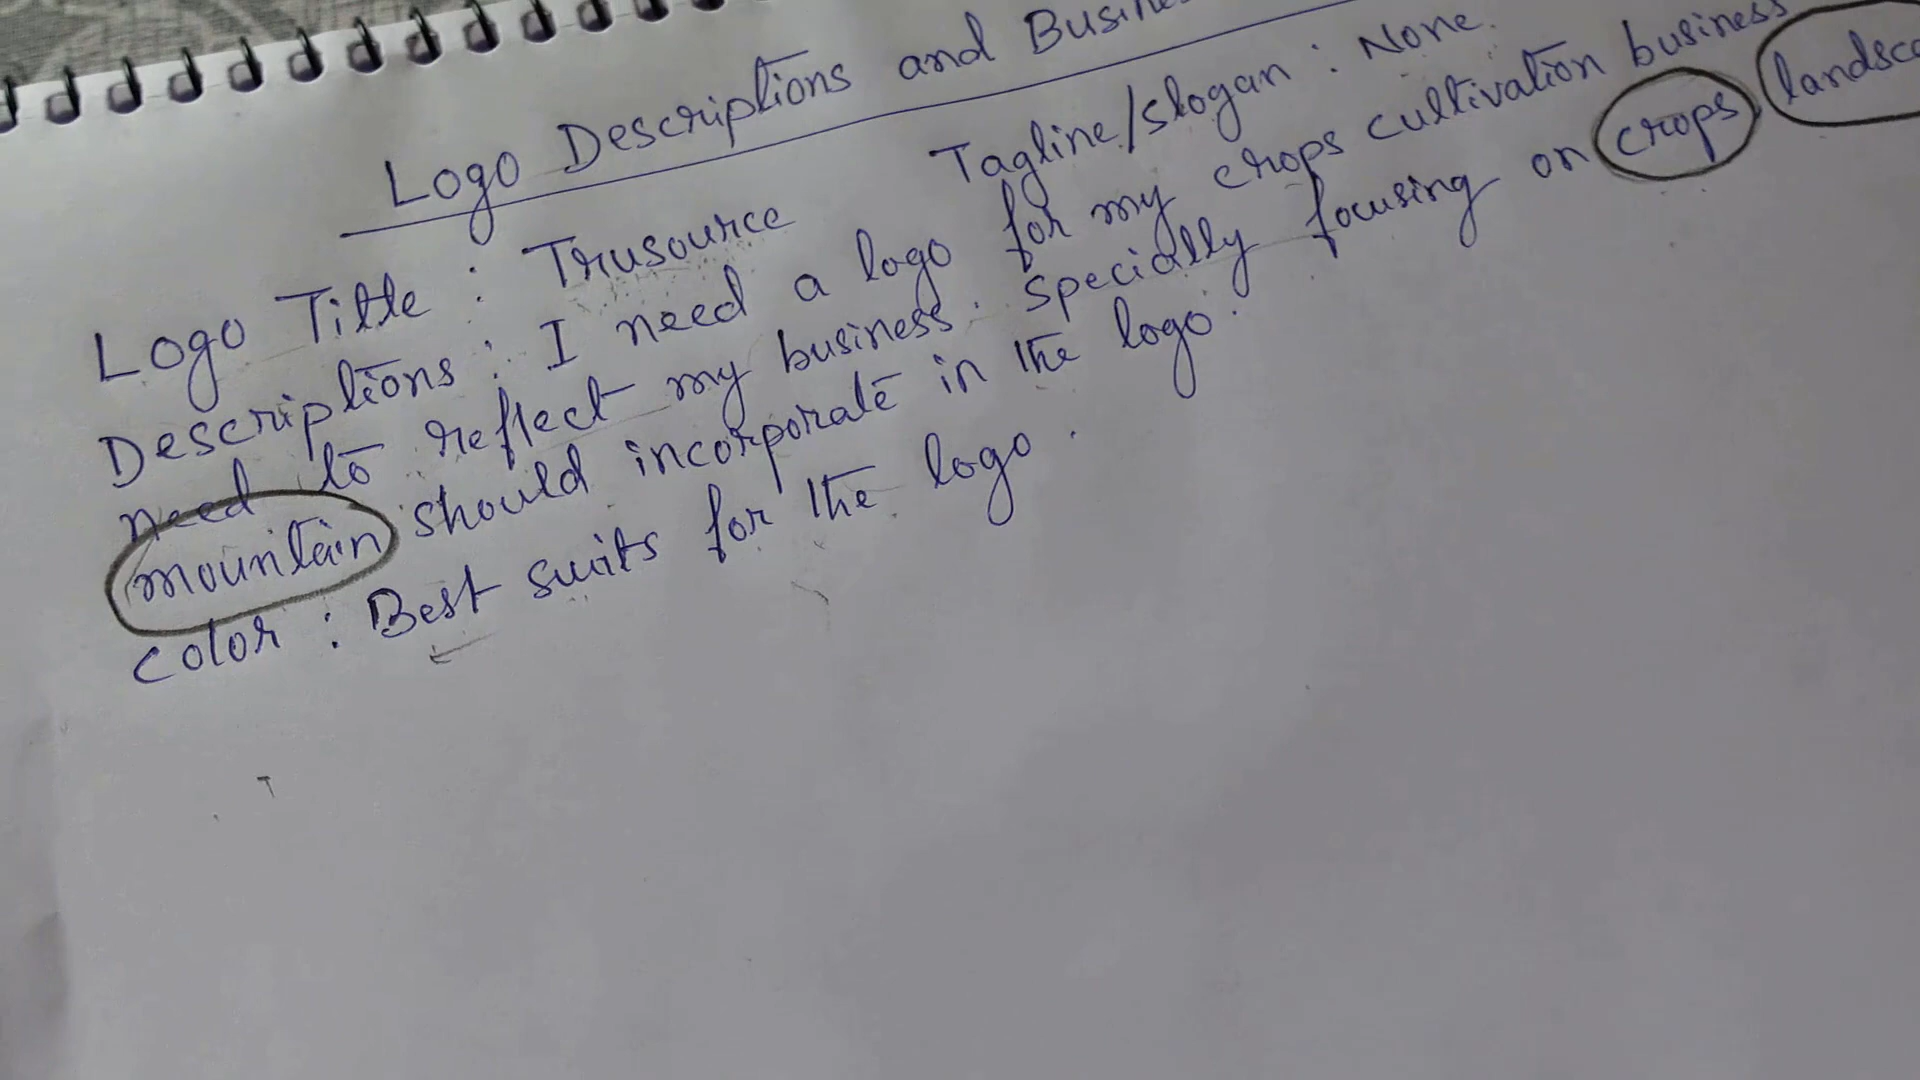 Logo Descriptions and
Logo Title : Trusource Tagline/slogan : None.
Descriptions : I need a logo for my crops cultivation business
need to reflect my business. specially focusing on crops,
mountain should incorporate in the logo.
color : Best suits for the logo.